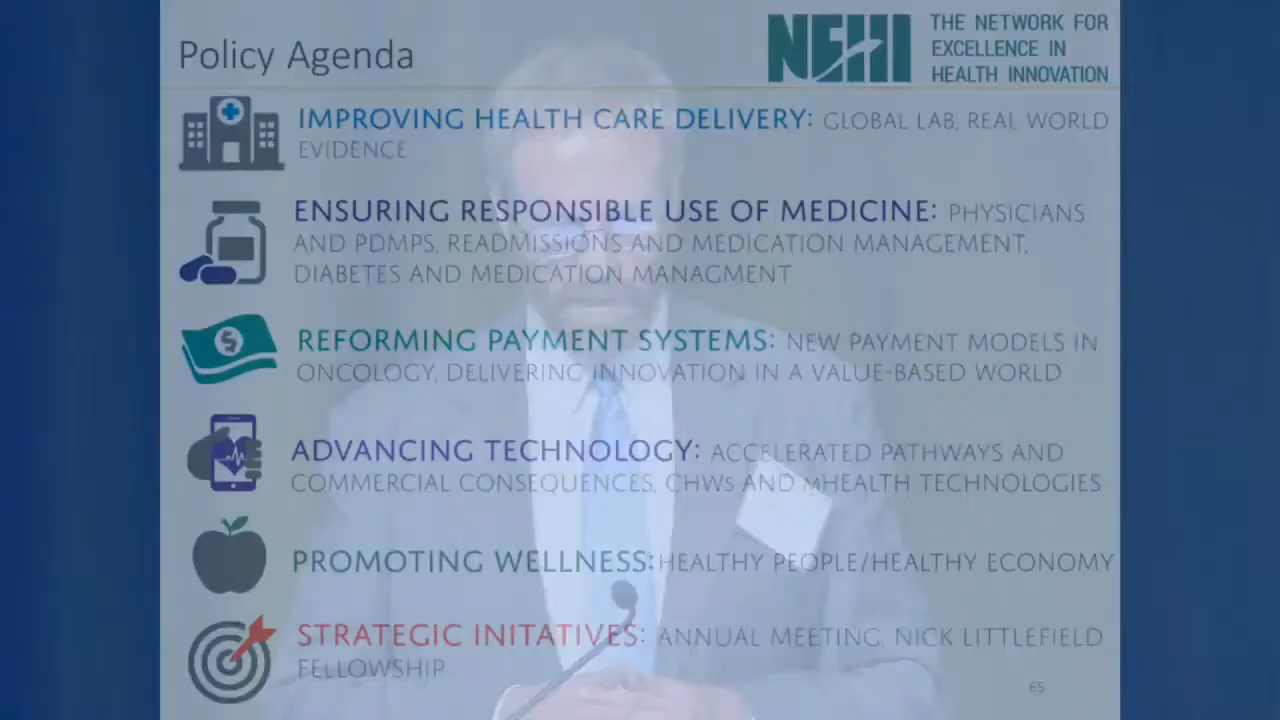 Policy Agenda
NEHI
THE NETWORK FOR
EXCELLENCE IN
HEALTH INNOVATION
IMPROVING HEALTH CARE DELIVERY: GLOBAL LAB, REAL WORLD
EVIDENCE
ENSURING RESPONSIBLE USE OF MEDICINE: PHYSICIANS
AND PDMPS, READMISSIONS AND MEDICATION MANAGEMENT,
DIABETES AND MEDICATION MANAGMENT
REFORMING PAYMENT SYSTEMS: NEW PAYMENT MODELS IN
ONCOLOGY, DELIVERING INNOVATION IN A VALUE-BASED WORLD
ADVANCING TECHNOLOGY: ACCELERATED PATHWAYS AND
COMMERCIAL CONSEQUENCES, CHWs AND mHEALTH TECHNOLOGIES
PROMOTING WELLNESS:HEALTHY PEOPLE/HEALTHY ECONOMY
STRATEGIC INITATIVES: ANNUAL MEETING, NICK LITTLEFIELD
FELLOWSHIP
65